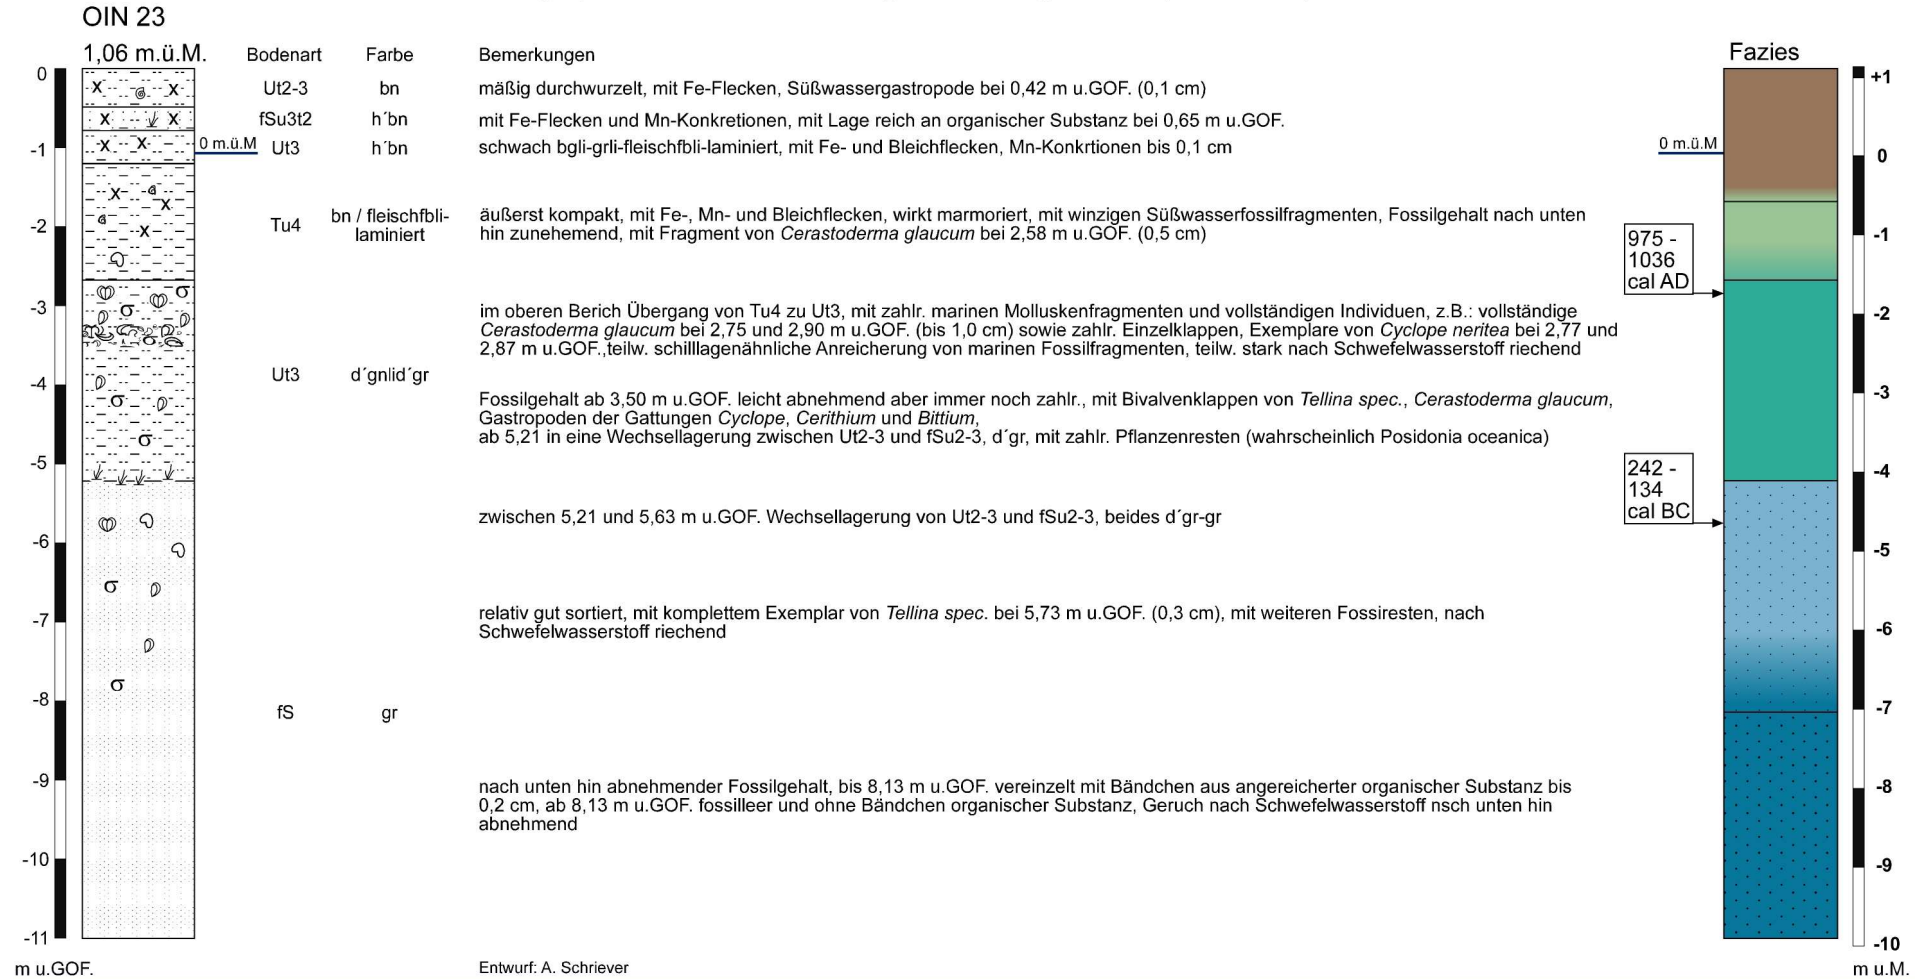 OIN 23
1,06 m.ü.M.
Bodenart
Farbe
Bemerkungen
Fazies
0
-1
-2
-3
-4
-5
-6
-7
-8
-9
-10
-11
m u.GOF.
0 m.ü.M
Ut2-3
bn
mäßig durchwurzelt, mit Fe-Flecken, Süßwassergastropode bei 0,42 m u.GOF. (0,1 cm)
fSu3t2
h´bn
mit Fe-Flecken und Mn-Konkretionen, mit Lage reich an organischer Substanz bei 0,65 m u.GOF.
Ut3
h´bn
schwach bgli-grli-fleischfbli-laminiert, mit Fe- und Bleichflecken, Mn-Konkrtionen bis 0,1 cm
Tu4
bn / fleischfbli-
laminiert
äußerst kompakt, mit Fe-, Mn- und Bleichflecken, wirkt marmoriert, mit winzigen Süßwasserfossilfragmenten, Fossilgehalt nach unten
hin zunehemend, mit Fragment von Cerastoderma glaucum bei 2,58 m u.GOF. (0,5 cm)
im oberen Berich Übergang von Tu4 zu Ut3, mit zahlr. marinen Molluskenfragmenten und vollständigen Individuen, z.B.: vollständige
Cerastoderma glaucum bei 2,75 und 2,90 m u.GOF. (bis 1,0 cm) sowie zahlr. Einzelklappen, Exemplare von Cyclope neritea bei 2,77 und
2,87 m u.GOF.,teilw. schilllagenähnliche Anreicherung von marinen Fossilfragmenten, teilw. stark nach Schwefelwasserstoff riechend
Ut3
d´gnlid´gr
Fossilgehalt ab 3,50 m u.GOF. leicht abnehmend aber immer noch zahlr., mit Bivalvenklappen von Tellina spec., Cerastoderma glaucum,
Gastropoden der Gattungen Cyclope, Cerithium und Bittium,
ab 5,21 in eine Wechsellagerung zwischen Ut2-3 und fSu2-3, d´gr, mit zahlr. Pflanzenresten (wahrscheinlich Posidonia oceanica)
zwischen 5,21 und 5,63 m u.GOF. Wechsellagerung von Ut2-3 und fSu2-3, beides d´gr-gr
relativ gut sortiert, mit komplettem Exemplar von Tellina spec. bei 5,73 m u.GOF. (0,3 cm), mit weiteren Fossiresten, nach
Schwefelwasserstoff riechend
fS
gr
nach unten hin abnehmender Fossilgehalt, bis 8,13 m u.GOF. vereinzelt mit Bändchen aus angereicherter organischer Substanz bis
0,2 cm, ab 8,13 m u.GOF. fossilleer und ohne Bändchen organischer Substanz, Geruch nach Schwefelwasserstoff nsch unten hin
abnehmend
Entwurf: A. Schriever
0 m.ü.M
975 -
1036
cal AD
242 -
134
cal BC
+1
0
-1
-2
-3
-4
-5
-6
-7
-8
-9
-10
m u.M.